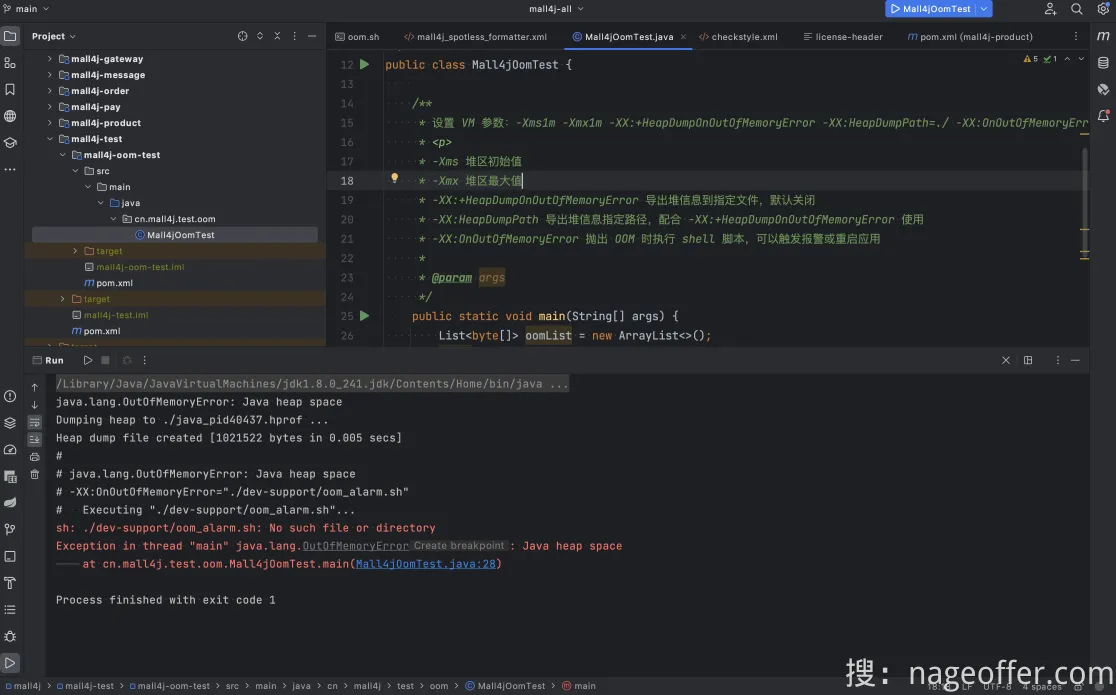 main
mall4j-all
Mall4jOomTest
Project
oom.sh
mall4j_spotless_formatter.xml
Mall4jOomTest.java
checkstyle.xml
license-header
pom.xml (mall4j-product)
mall4j-gateway
mall4j-message
mall4j-order
mall4j-pay
mall4j-product
mall4j-test
mall4j-oom-test
src
main
java
cn.mall4j.test.oom
Mall4jOomTest
target
mall4j-oom-test.iml
pom.xml
target
mall4j-test.iml
pom.xml
5 1
12 public class Mall4jOomTest {
13
14 /**
15 * 设置 VM 参数: -Xms1m -Xmx1m -XX:+HeapDumpOnOutOfMemoryError -XX:HeapDumpPath=./ -XX:OnOutOfMemoryErr
16 * <p>
17 * -Xms 堆区初始值
18 * -Xmx 堆区最大值
19 * -XX:+HeapDumpOnOutOfMemoryError 导出堆信息到指定文件, 默认关闭
20 * -XX:HeapDumpPath 导出堆信息指定路径, 配合 -XX:+HeapDumpOnOutOfMemoryError 使用
21 * -XX:OnOutOfMemoryError 抛出 OOM 时执行 shell 脚本, 可以触发报警或重启应用
22 *
23 * @param args
24 */
25 public static void main(String[] args) {
26 List<byte[]> oomList = new ArrayList<>();
Run
/Library/Java/JavaVirtualMachines/jdk1.8.0_241.jdk/Contents/Home/bin/java ...
java.lang.OutOfMemoryError: Java heap space
Dumping heap to ./java_pid40437.hprof ...
Heap dump file created [1021522 bytes in 0.005 secs]
#
# java.lang.OutOfMemoryError: Java heap space
# -XX:OnOutOfMemoryError="./dev-support/oom_alarm.sh"
#   Executing "./dev-support/oom_alarm.sh"...
sh: ./dev-support/oom_alarm.sh: No such file or directory
Exception in thread "main" java.lang.OutOfMemoryError Create breakpoint : Java heap space
at cn.mall4j.test.oom.Mall4jOomTest.main(Mall4jOomTest.java:28)
Process finished with exit code 1
mall4j > mall4j-test > mall4j-oom-test > src > main > java > cn > mall4j > test > oom > Mall4jOomTest > main
LF UTF-8 4 spaces
搜: nageoffer.com